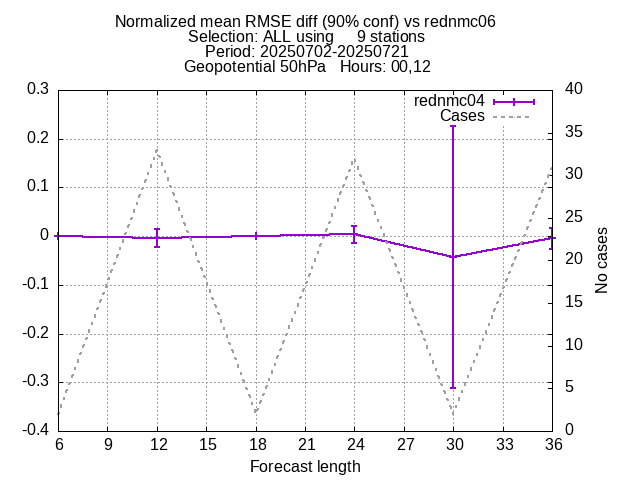 Normalized mean RMSE diff (90% conf) vs rednmc06
Selection: ALL using     9 stations
Period: 20250702-20250721
Geopotential 50hPa   Hours: 00,12
rednmc04
Cases
0.3
0.2
0.1
0
-0.1
-0.2
-0.3
-0.4
40
35
30
25
20
15
10
5
0
No cases
6 9 12 15 18 21 24 27 30 33 36
Forecast length